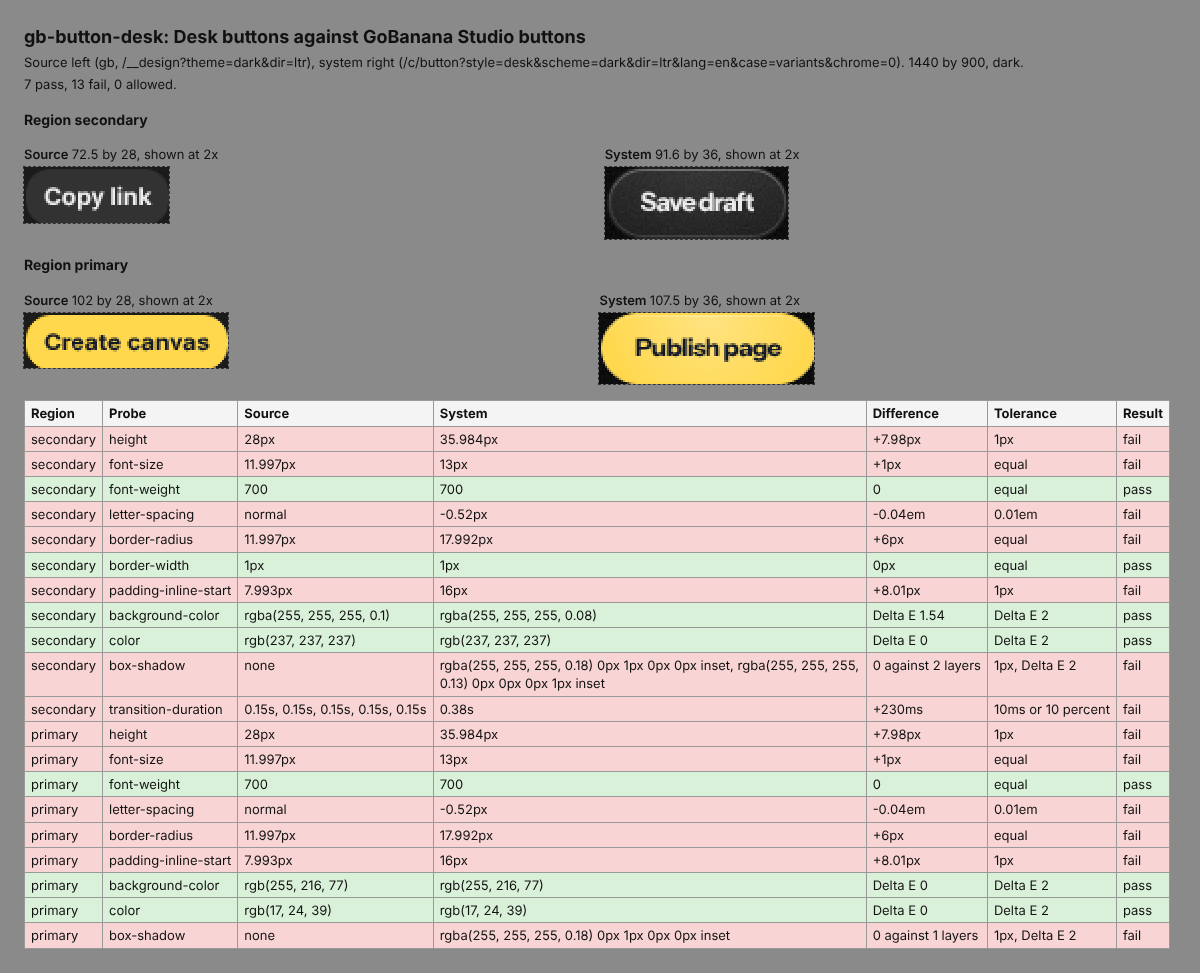 gb-button-desk: Desk buttons against GoBanana Studio buttons
Source left (gb, /__design?theme=dark&dir=ltr), system right (/c/button?style=desk&scheme=dark&dir=ltr&lang=en&case=variants&chrome=0). 1440 by 900, dark.
7 pass, 13 fail, 0 allowed.
Region secondary
Source 72.5 by 28, shown at 2x
System 91.6 by 36, shown at 2x
Copy link
Save draft
Region primary
Source 102 by 28, shown at 2x
System 107.5 by 36, shown at 2x
Create canvas
Publish page
Region Probe Source System Difference Tolerance Result
secondary height 28px 35.984px +7.98px 1px fail
secondary font-size 11.997px 13px +1px equal fail
secondary font-weight 700 700 0 equal pass
secondary letter-spacing normal -0.52px -0.04em 0.01em fail
secondary border-radius 11.997px 17.992px +6px equal fail
secondary border-width 1px 1px 0px equal pass
secondary padding-inline-start 7.993px 16px +8.01px 1px fail
secondary background-color rgba(255, 255, 255, 0.1) rgba(255, 255, 255, 0.08) Delta E 1.54 Delta E 2 pass
secondary color rgb(237, 237, 237) rgb(237, 237, 237) Delta E 0 Delta E 2 pass
secondary box-shadow none rgba(255, 255, 255, 0.18) 0px 1px 0px 0px inset, rgba(255, 255, 255, 0 against 2 layers 1px, Delta E 2 fail
0.13) 0px 0px 0px 1px inset
secondary transition-duration 0.15s, 0.15s, 0.15s, 0.15s, 0.15s 0.38s +230ms 10ms or 10 percent fail
primary height 28px 35.984px +7.98px 1px fail
primary font-size 11.997px 13px +1px equal fail
primary font-weight 700 700 0 equal pass
primary letter-spacing normal -0.52px -0.04em 0.01em fail
primary border-radius 11.997px 17.992px +6px equal fail
primary padding-inline-start 7.993px 16px +8.01px 1px fail
primary background-color rgb(255, 216, 77) rgb(255, 216, 77) Delta E 0 Delta E 2 pass
primary color rgb(17, 24, 39) rgb(17, 24, 39) Delta E 0 Delta E 2 pass
primary box-shadow none rgba(255, 255, 255, 0.18) 0px 1px 0px 0px inset 0 against 1 layers 1px, Delta E 2 fail